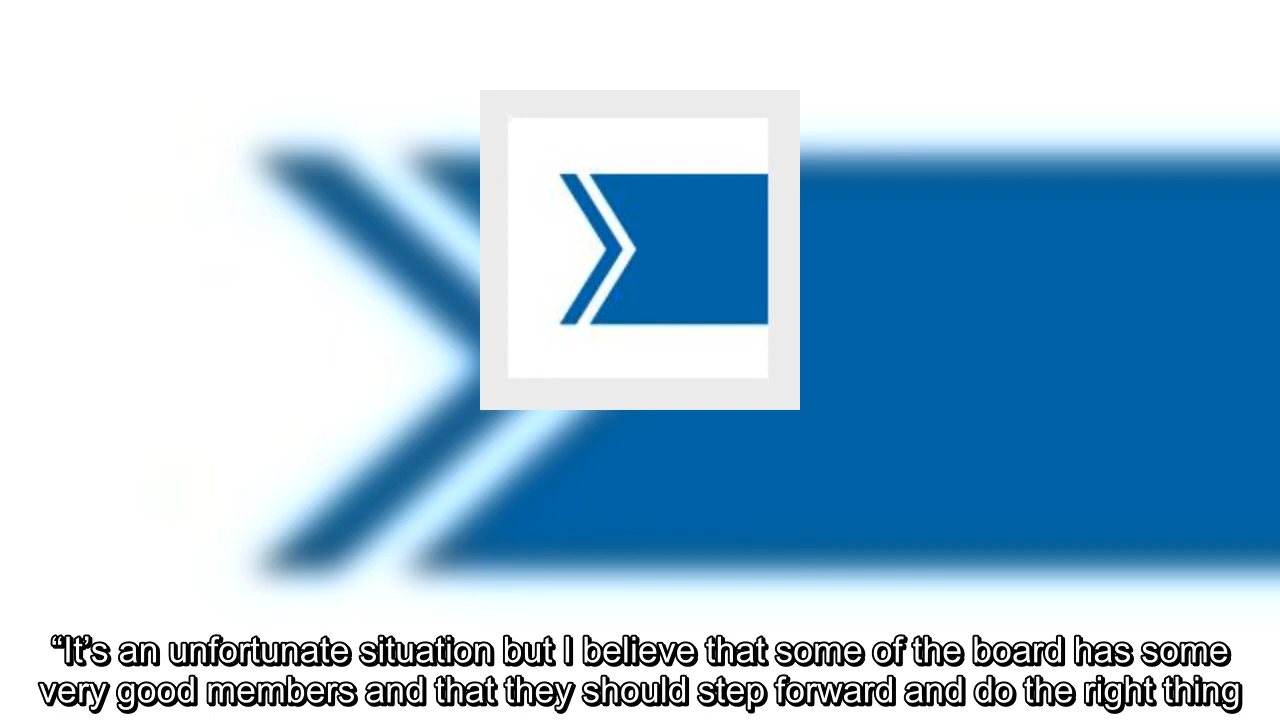 “It’s an unfortunate situation but I believe that some of the board has some
very good members and that they should step forward and do the right thing